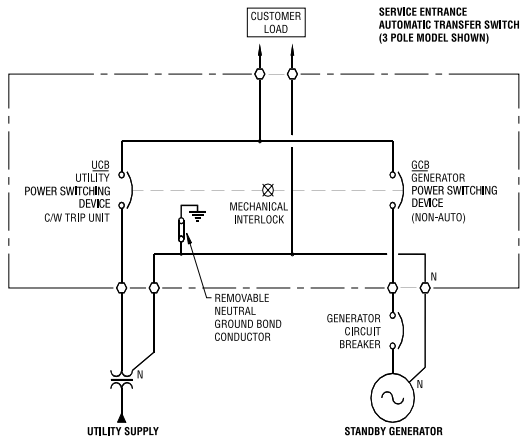 CUSTOMER
LOAD
SERVICE ENTRANCE
AUTOMATIC TRANSFER SWITCH
(3 POLE MODEL SHOWN)
UCB
UTILITY
POWER SWITCHING
DEVICE
C/W TRIP UNIT
MECHANICAL
INTERLOCK
GCB
GENERATOR
POWER SWITCHING
DEVICE
(NON-AUTO)
N
REMOVABLE
NEUTRAL
GROUND BOND
CONDUCTOR
GENERATOR
CIRCUIT
BREAKER
N
N
UTILITY SUPPLY
STANDBY GENERATOR